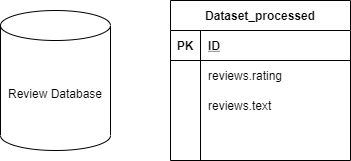 Review Database
Dataset_processed
PK ID
reviews.rating
reviews.text